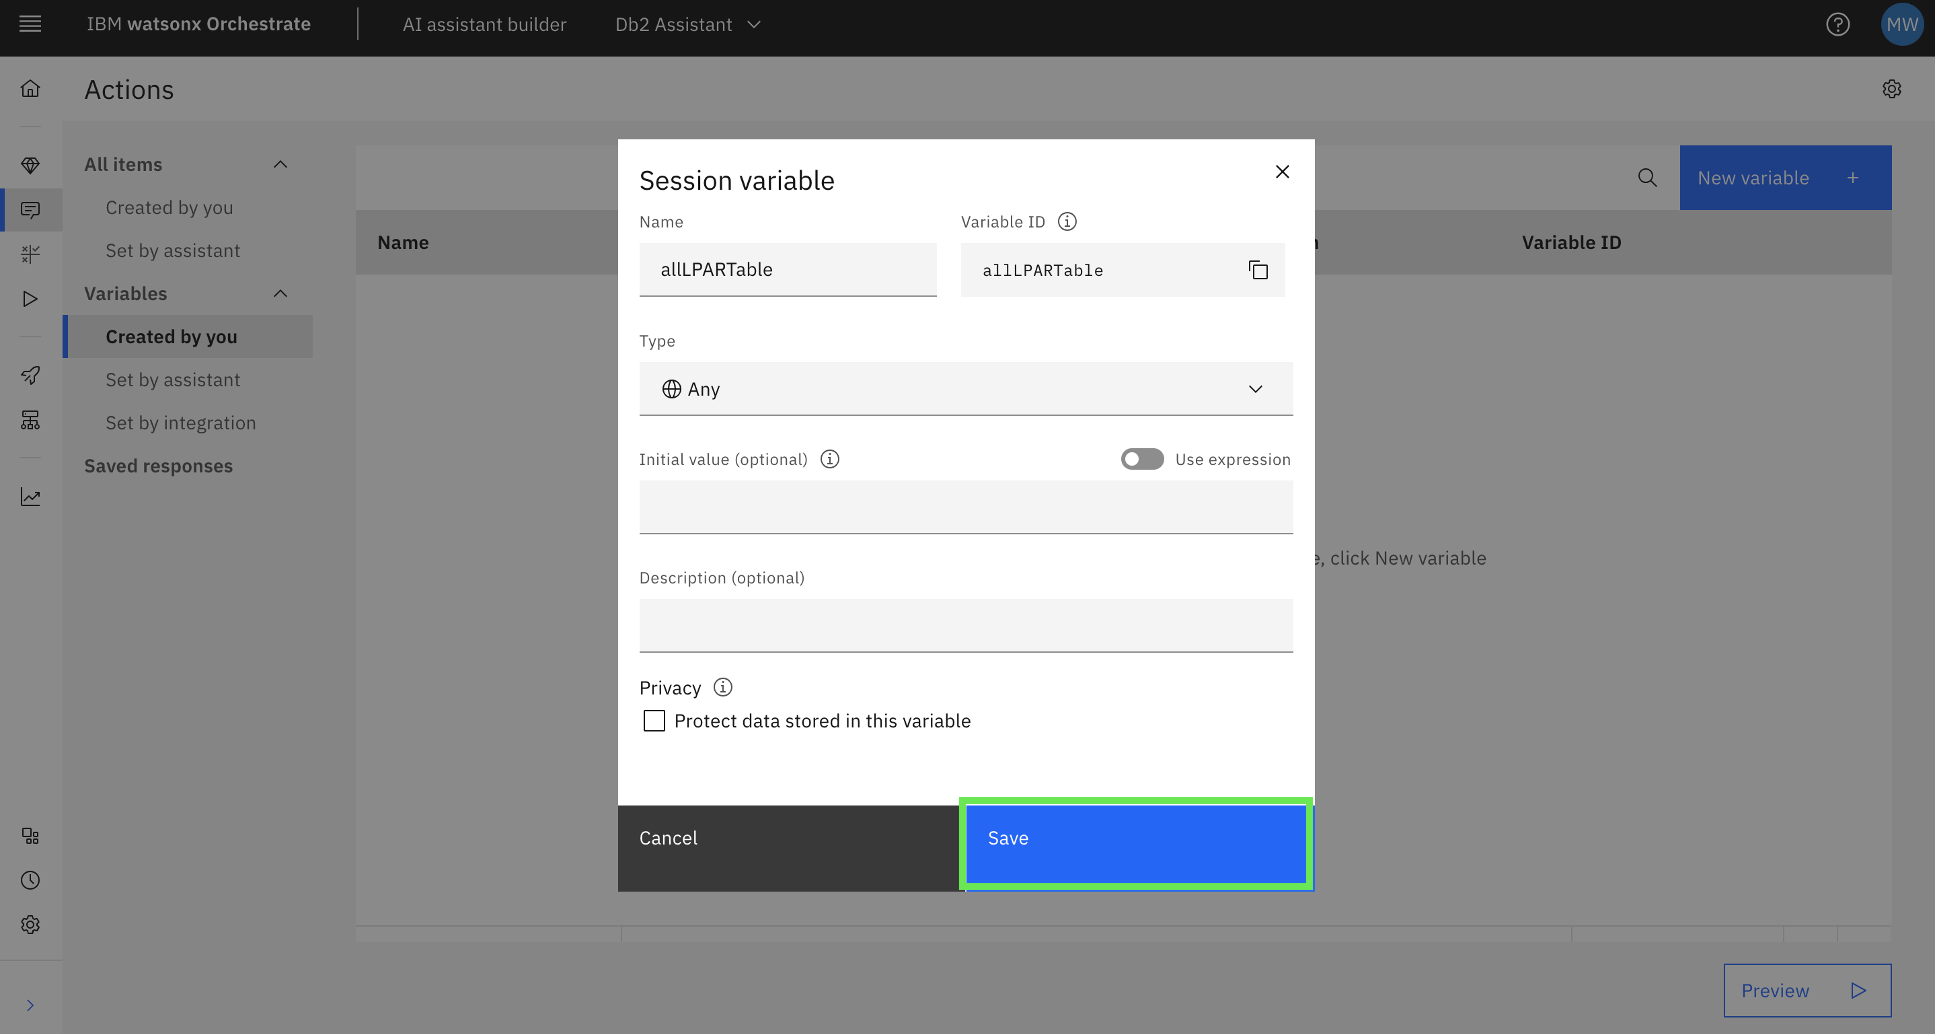 IBM watsonx Orchestrate
AI assistant builder
Db2 Assistant
MW
Actions
All items
Created by you
Set by assistant
Variables
Created by you
Set by assistant
Set by integration
Saved responses
New variable +
Name
Variable ID
click New variable
Session variable
Name
Variable ID
allLPARTable
allLPARTable
Type
Any
Initial value (optional)
Use expression
Description (optional)
Privacy
Protect data stored in this variable
Cancel
Save
Preview